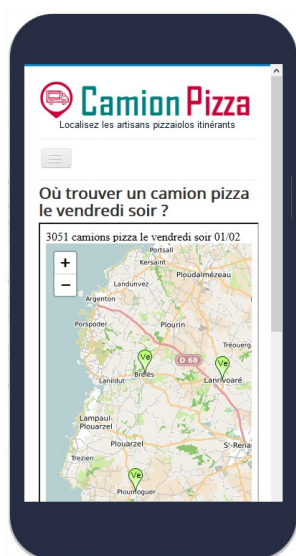 Camion Pizza
Localisez les artisans pizzaiolos itinérants
Où trouver un camion pizza
le vendredi soir ?
3051 camions pizza le vendredi soir 01/02
Portsall
+
Kersaint
Ploudalmézeau
−
Landunvez
Argenton
Porspoder
Plourin
Tréouerg
Ve
D 68
Ve
Brélès
Lanildut
Lanrivoaré
Lampaul-
Plouarzel
Plouarzel
S'-Rena
Trezien
Ve
Ploumoguer